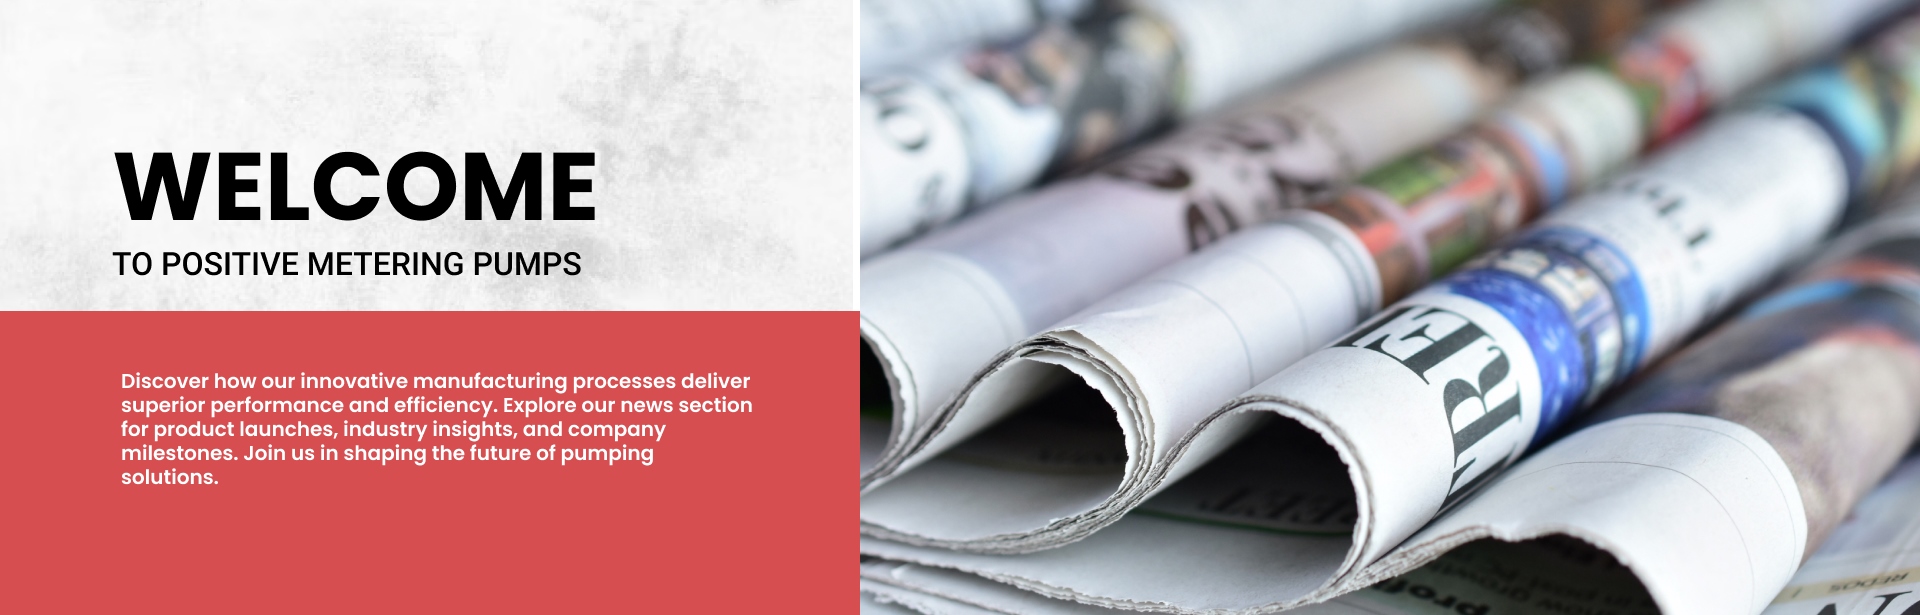 WELCOME
TO POSITIVE METERING PUMPS
Discover how our innovative manufacturing processes deliver
superior performance and efficiency. Explore our news section
for product launches, industry insights, and company
milestones. Join us in shaping the future of pumping
solutions.